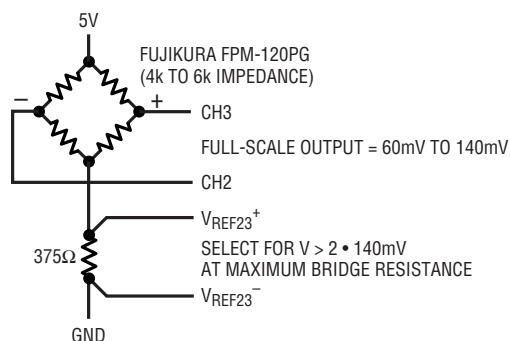 5V
FUJIKURA FPM-120PG
(4k TO 6k IMPEDANCE)
– +
CH3
FULL-SCALE OUTPUT = 60mV TO 140mV
CH2
VREF23+
375Ω
SELECT FOR V > 2 • 140mV
AT MAXIMUM BRIDGE RESISTANCE
VREF23–
GND